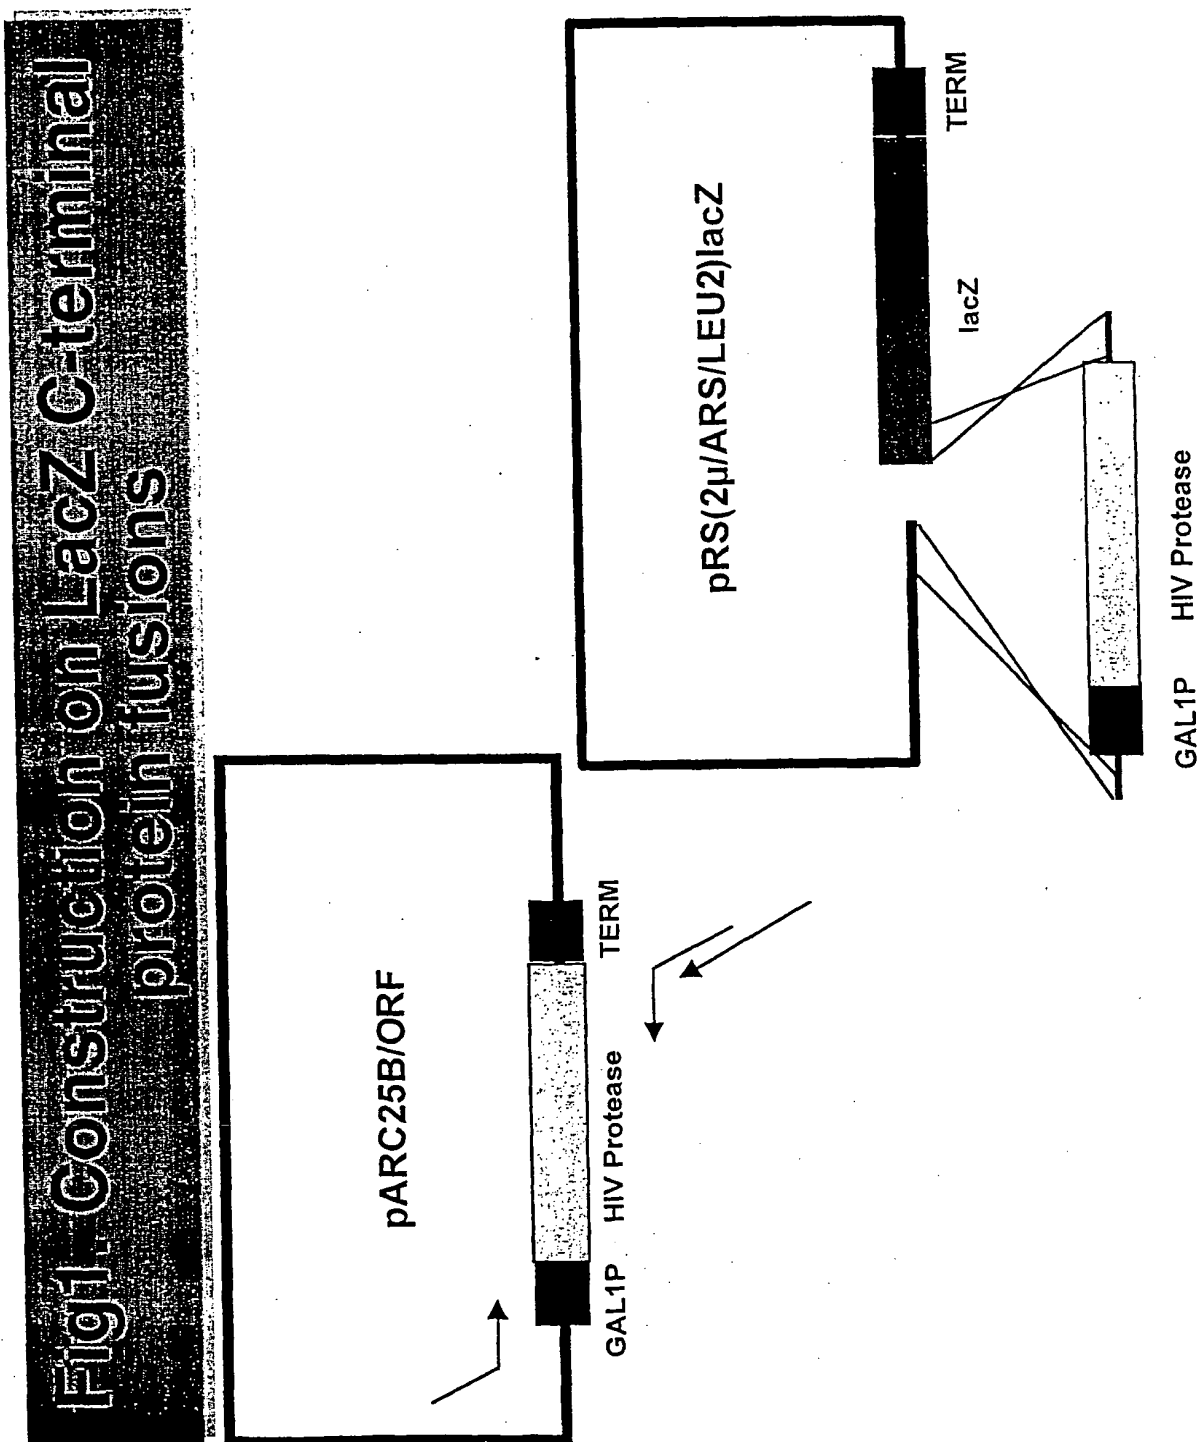 Fig1. Construction on LacZ C-terminal
protein fusions
pARC25B/ORF
GAL1P HIV Protease TERM
pRS(2µ/ARS/LEU2)lacZ
lacZ TERM
GAL1P HIV Protease